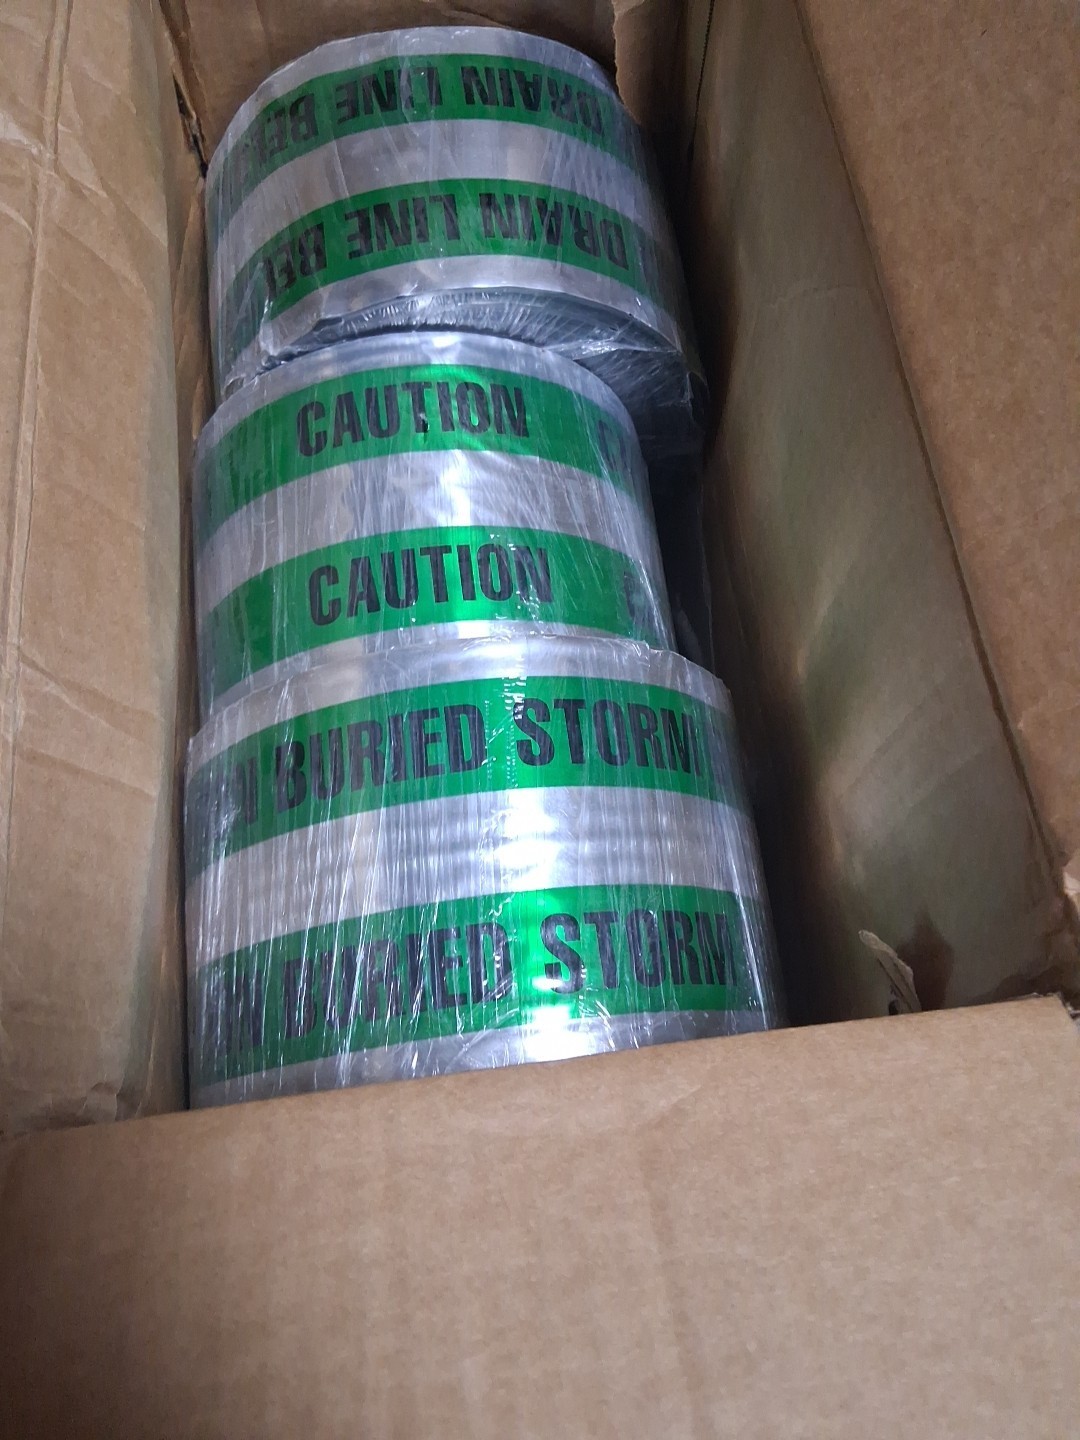 DRAIN LINE BE
DRAIN LINE BE
CAUTION
CAUTION
BURIED STORM
BURIED STORM